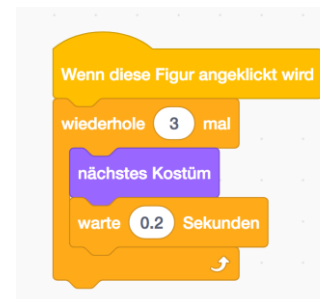 Wenn diese Figur angeklickt wird
wiederhole 3 mal
nächstes Kostüm
warte 0.2 Sekunden